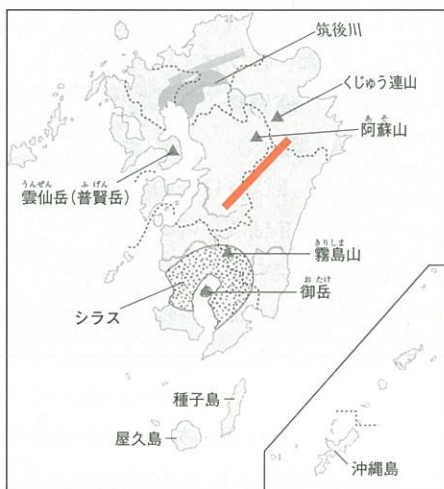 筑後川
くじゅう連山
あ そ
阿蘇山
うんぜん ふ げん
雲仙岳(普賢岳)
きりしま
霧島山
お たけ
御岳
シラス
種子島
屋久島
沖縄島